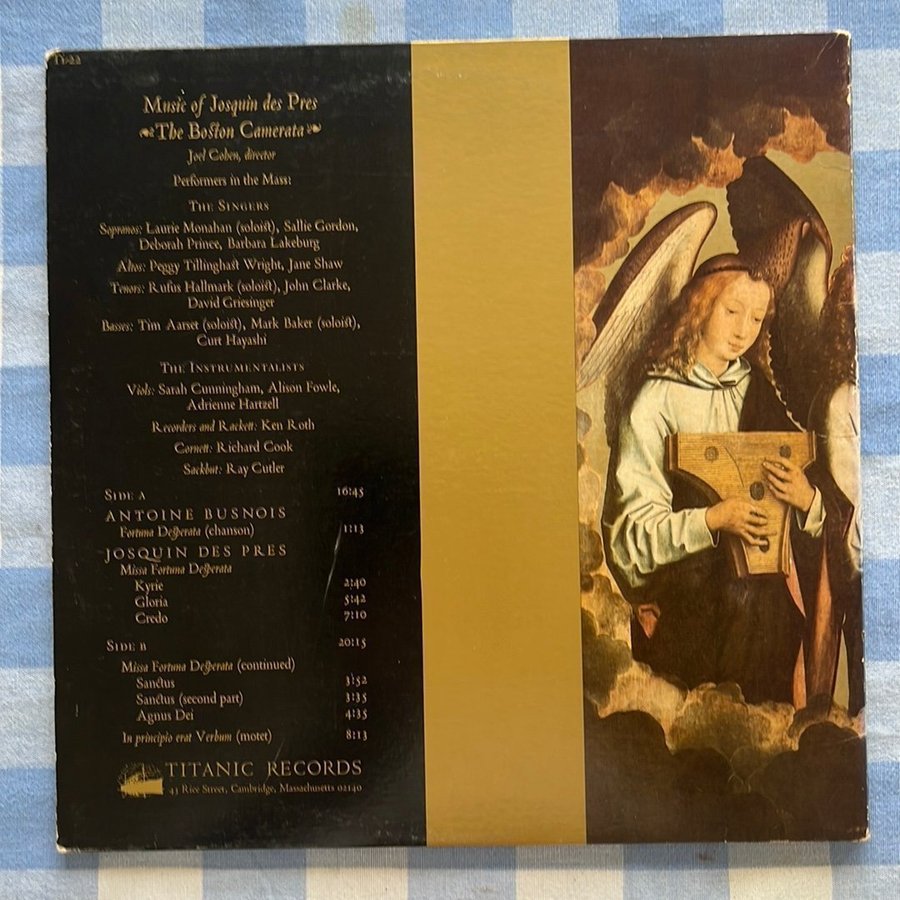 Ti-22
Music of Josquin des Pres
The Boston Camerata
Joel Cohen, director
Performers in the Mass:
The Singers
Sopranos: Laurie Monahan (soloist), Sallie Gordon,
Deborah Prince, Barbara Lakeburg
Altos: Peggy Tillinghast Wright, Jane Shaw
Tenors: Rufus Hallmark (soloist), John Clarke,
David Griesinger
Basses: Tim Aarset (soloist), Mark Baker (soloist),
Curt Hayashi
The Instrumentalists
Viols: Sarah Cunningham, Alison Fowle,
Adrienne Hartzell
Recorders and Rackett: Ken Roth
Cornett: Richard Cook
Sackbut: Ray Cutler
Side A 16:45
ANTOINE BUSNOIS
Fortuna Desperata (chanson) 1:13
JOSQUIN DES PRES
Missa Fortuna Desperata
Kyrie 2:40
Gloria 5:42
Credo 7:10
Side B 20:15
Missa Fortuna Desperata (continued)
Sanctus 3:52
Sanctus (second part) 3:35
Agnus Dei 4:35
In principio erat Verbum (motet) 8:13
TITANIC RECORDS
43 Rice Street, Cambridge, Massachusetts 02140